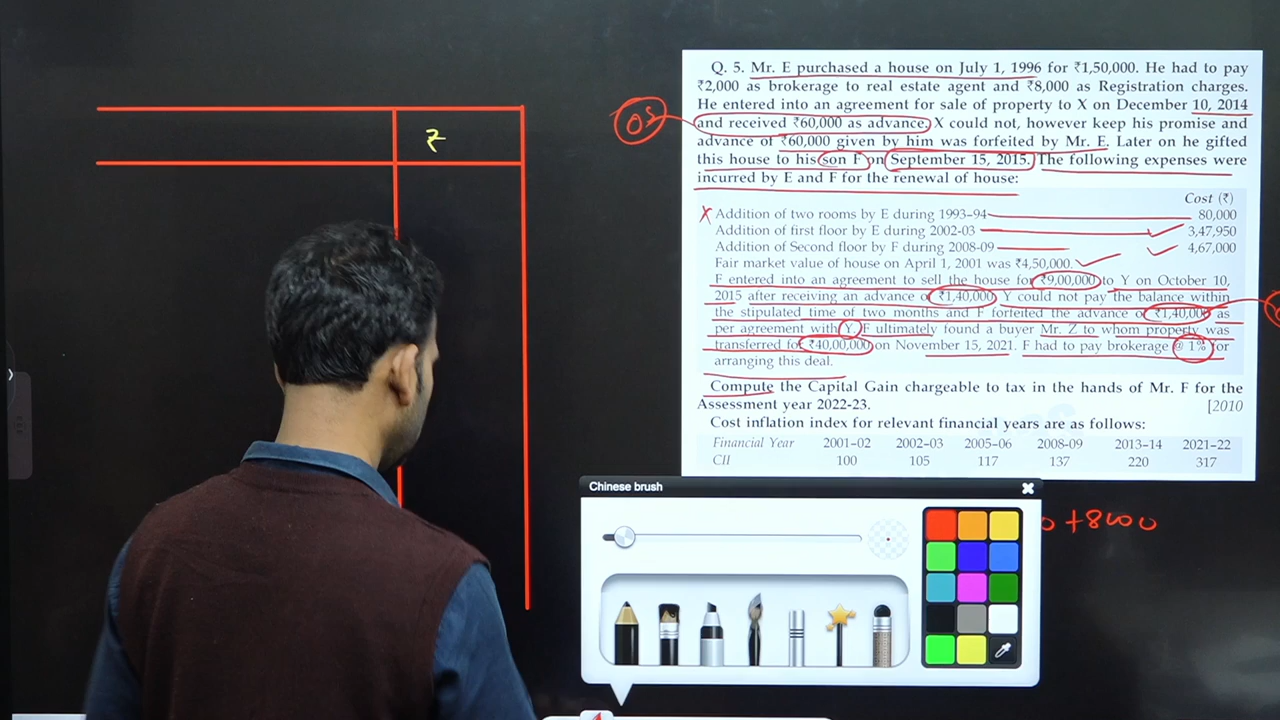 ₹
OS
Q. 5. Mr. E purchased a house on July 1, 1996 for ₹1,50,000. He had to pay
₹2,000 as brokerage to real estate agent and ₹8,000 as Registration charges.
He entered into an agreement for sale of property to X on December 10, 2014
and received ₹60,000 as advance. X could not, however keep his promise and
advance of ₹60,000 given by him was forfeited by Mr. E. Later on he gifted
this house to his son F on September 15, 2015. The following expenses were
incurred by E and F for the renewal of house:
Cost (₹)
X Addition of two rooms by E during 1993-94 80,000
Addition of first floor by E during 2002-03 3,47,950
Addition of Second floor by F during 2008-09 4,67,000
Fair market value of house on April 1, 2001 was ₹4,50,000.
F entered into an agreement to sell the house for ₹9,00,000 to Y on October 10,
2015 after receiving an advance of ₹1,40,000. Y could not pay the balance within
the stipulated time of two months and F forfeited the advance of ₹1,40,000 as
per agreement with Y. F ultimately found a buyer Mr. Z to whom property was
transferred for ₹40,00,000 on November 15, 2021. F had to pay brokerage @ 1% for
arranging this deal.
Compute the Capital Gain chargeable to tax in the hands of Mr. F for the
Assessment year 2022-23. [2010
Cost inflation index for relevant financial years are as follows:
Financial Year 2001-02 2002-03 2005-06 2008-09 2013-14 2021-22
CII 100 105 117 137 220 317
Chinese brush
0 +8000